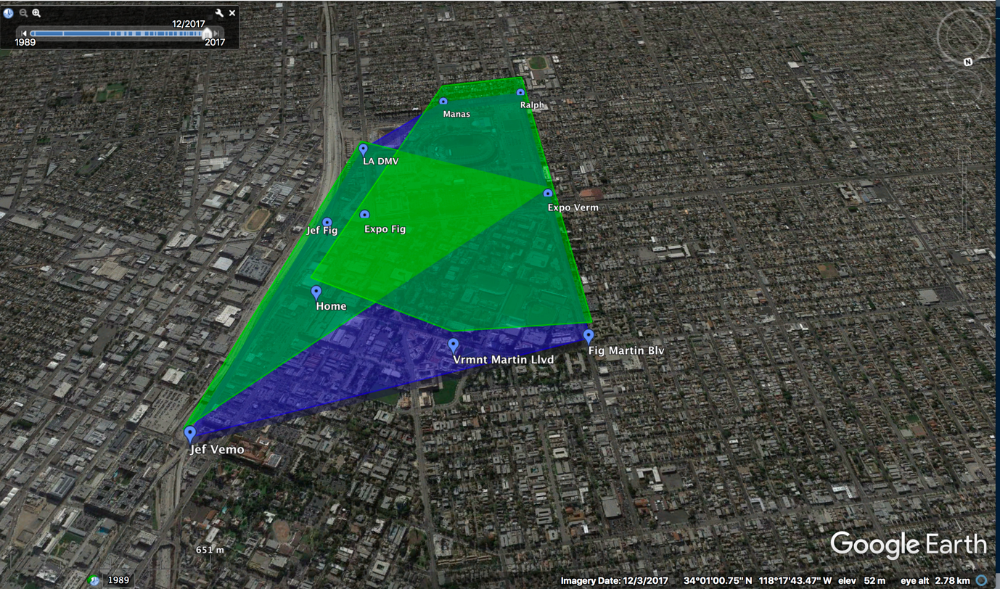 12/2017
1989
2017
N
Ralph
Manas
LA DMV
Expo Verm
Jef Fig
Expo Fig
Home
Fig Martin Blv
Vrmnt Martin Llvd
Jef Vemo
Google Earth
651 m
1989
Imagery Date: 12/3/2017 34°01'00.75" N 118°17'43.47" W elev 52 m eye alt 2.78 km